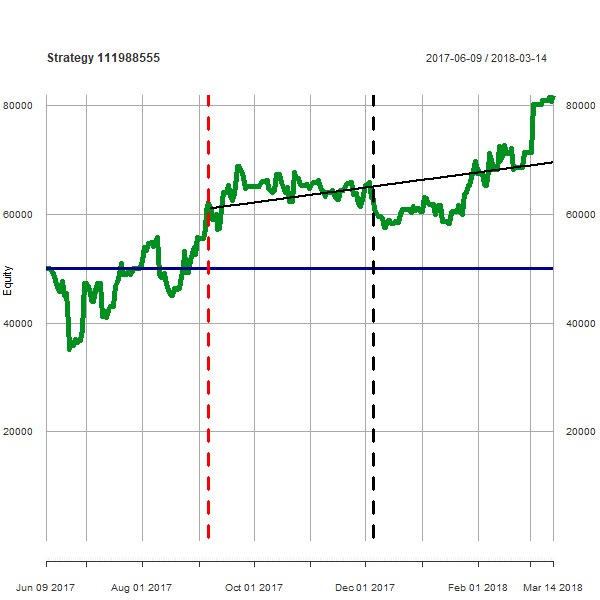 Strategy 111988555
2017-06-09 / 2018-03-14
80000 80000
60000 60000
Equity
40000 40000
20000 20000
Jun 09 2017 Aug 01 2017 Oct 01 2017 Dec 01 2017 Feb 01 2018 Mar 14 2018